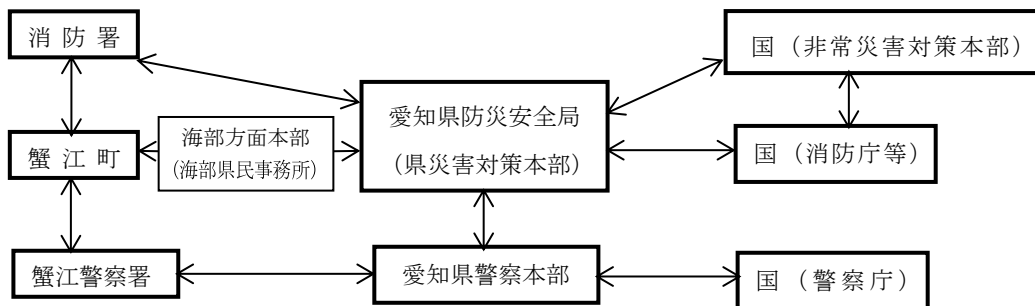 消防署
国（非常災害対策本部）
愛知県防災安全局
（県災害対策本部）
海部方面本部
（海部県民事務所）
蟹江町
国（消防庁等）
蟹江警察署
愛知県警察本部
国（警察庁）